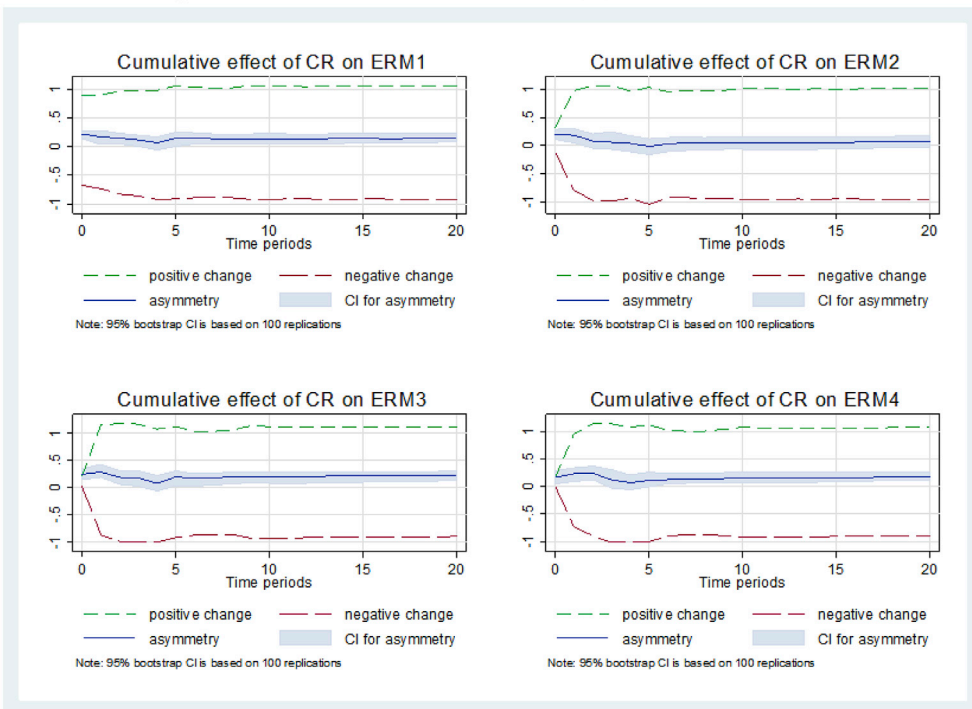 Cumulative effect of CR on ERM1
1
.5
0
-.5
-1
0 5 10 15 20
Time periods
positive change negative change
asymmetry CI for asymmetry
Note: 95% bootstrap CI is based on 100 replications
Cumulative effect of CR on ERM2
1
.5
0
-.5
-1
0 5 10 15 20
Time periods
positive change negative change
asymmetry CI for asymmetry
Note: 95% bootstrap CI is based on 100 replications
Cumulative effect of CR on ERM3
1
.5
0
-.5
-1
0 5 10 15 20
Time periods
positive change negative change
asymmetry CI for asymmetry
Note: 95% bootstrap CI is based on 100 replications
Cumulative effect of CR on ERM4
1
.5
0
-.5
-1
0 5 10 15 20
Time periods
positive change negative change
asymmetry CI for asymmetry
Note: 95% bootstrap CI is based on 100 replications